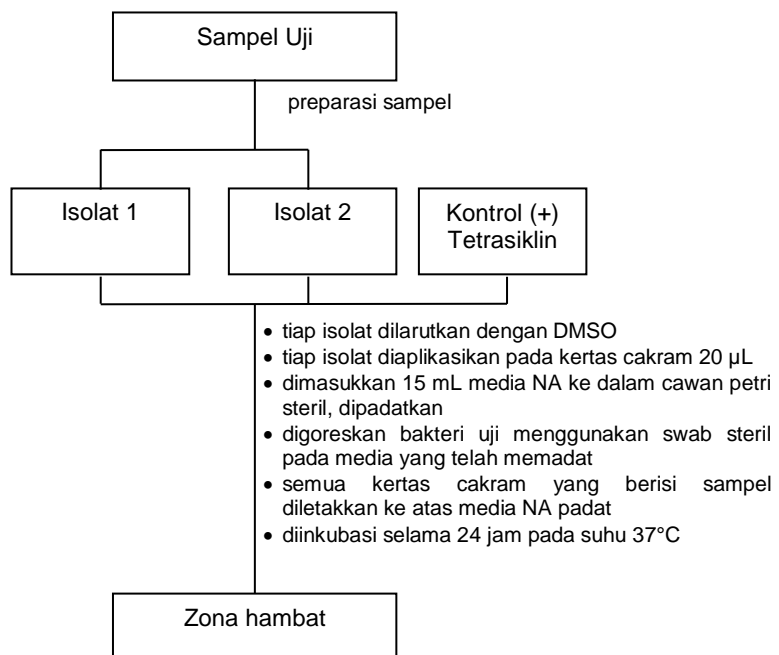 Sampel Uji
preparasi sampel
Isolat 1
Isolat 2
Kontrol (+)
Tetrasiklin
• tiap isolat dilarutkan dengan DMSO
• tiap isolat diaplikasikan pada kertas cakram 20 µL
• dimasukkan 15 mL media NA ke dalam cawan petri
steril, dipadatkan
• digoreskan bakteri uji menggunakan swab steril
pada media yang telah memadat
• semua kertas cakram yang berisi sampel
diletakkan ke atas media NA padat
• diinkubasi selama 24 jam pada suhu 37°C
Zona hambat